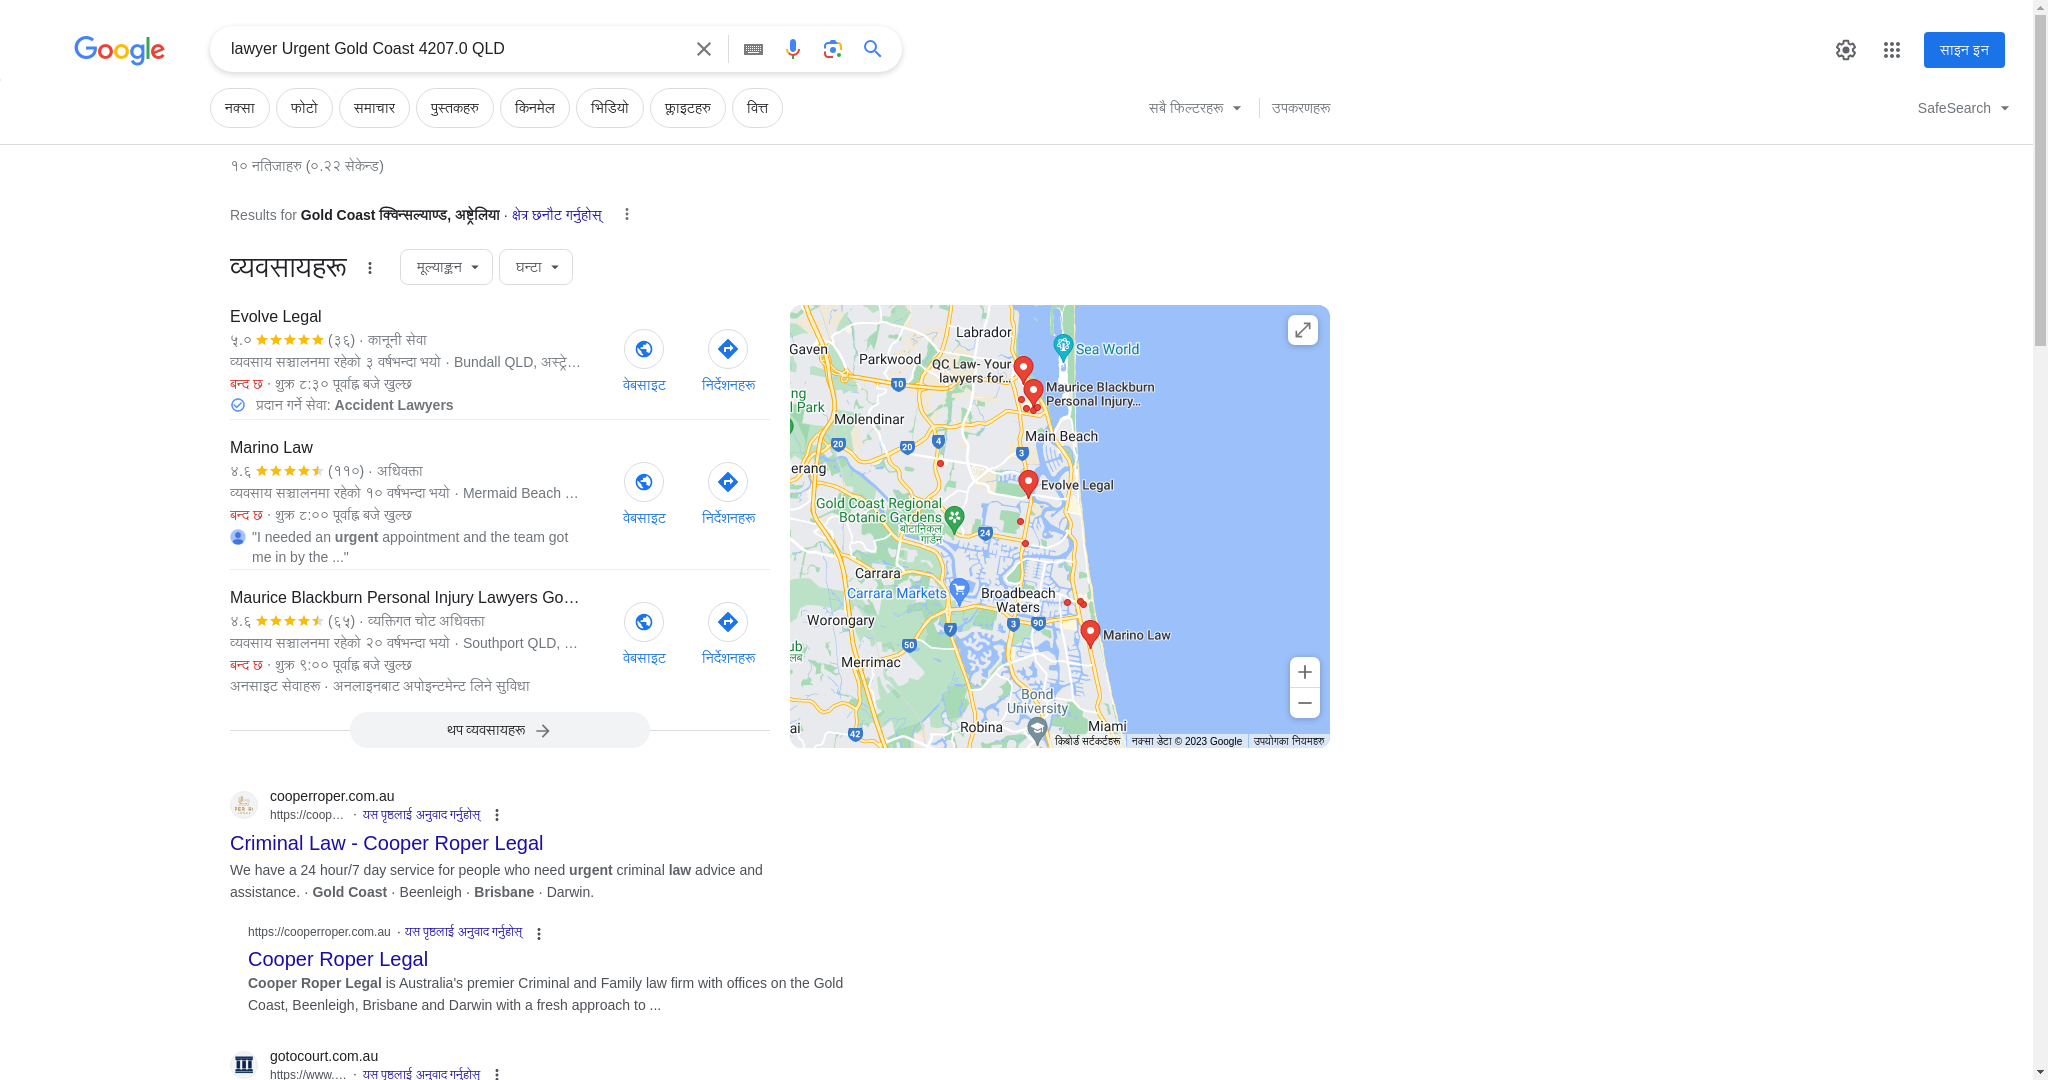 Google
lawyer Urgent Gold Coast 4207.0 QLD
साइन इन
नक्सा
फोटो
समाचार
पुस्तकहरु
किनमेल
भिडियो
फ्लाइटहरु
वित्त
सबै फिल्टरहरू
उपकरणहरू
SafeSearch
१० नतिजाहरु (०.२२ सेकेन्ड)
Results for Gold Coast क्विन्सल्याण्ड, अष्ट्रेलिया · क्षेत्र छनौट गर्नुहोस्
व्यवसायहरू
मूल्याङ्कन
घन्टा
Evolve Legal
५.० (३६) · कानूनी सेवा
व्यवसाय सञ्चालनमा रहेको ३ वर्षभन्दा भयो · Bundall QLD, अस्ट्रे…
बन्द छ · शुक्र ८:३० पूर्वाह्न बजे खुल्छ
प्रदान गर्ने सेवा: Accident Lawyers
वेबसाइट
निर्देशनहरू
Marino Law
४.६ (११०) · अधिवक्ता
व्यवसाय सञ्चालनमा रहेको १० वर्षभन्दा भयो · Mermaid Beach …
बन्द छ · शुक्र ८:०० पूर्वाह्न बजे खुल्छ
"I needed an urgent appointment and the team got
me in by the ..."
वेबसाइट
निर्देशनहरू
Maurice Blackburn Personal Injury Lawyers Go…
४.६ (६५) · व्यक्तिगत चोट अधिवक्ता
व्यवसाय सञ्चालनमा रहेको २० वर्षभन्दा भयो · Southport QLD, …
बन्द छ · शुक्र ९:०० पूर्वाह्न बजे खुल्छ
अनसाइट सेवाहरू · अनलाइनबाट अपोइन्टमेन्ट लिने सुविधा
वेबसाइट
निर्देशनहरू
थप व्यवसायहरू
Labrador
Gaven
Parkwood
Sea World
QC Law- Your
lawyers for...
10
Maurice Blackburn
Personal Injury...
ng
l Park
Molendinar
Main Beach
20
20
4
3
erang
Evolve Legal
Gold Coast Regional
Botanic Gardens
बोटानिकल
गार्डेन
24
Carrara
Carrara Markets
Broadbeach
Waters
Worongary
7
3
90
Marino Law
50
ub
लब
Merrimac
Bond
University
Robina
Miami
ai
42
किबोर्ड सर्टकर्टहरू
नक्सा डेटा © 2023 Google
उपयोगका नियमहरु
cooperroper.com.au
https://coop… · यस पृष्ठलाई अनुवाद गर्नुहोस्
Criminal Law - Cooper Roper Legal
We have a 24 hour/7 day service for people who need urgent criminal law advice and
assistance. · Gold Coast · Beenleigh · Brisbane · Darwin.
https://cooperroper.com.au · यस पृष्ठलाई अनुवाद गर्नुहोस्
Cooper Roper Legal
Cooper Roper Legal is Australia's premier Criminal and Family law firm with offices on the Gold
Coast, Beenleigh, Brisbane and Darwin with a fresh approach to ...
gotocourt.com.au
https://www.… · यस पृष्ठलाई अनुवाद गर्नुहोस्